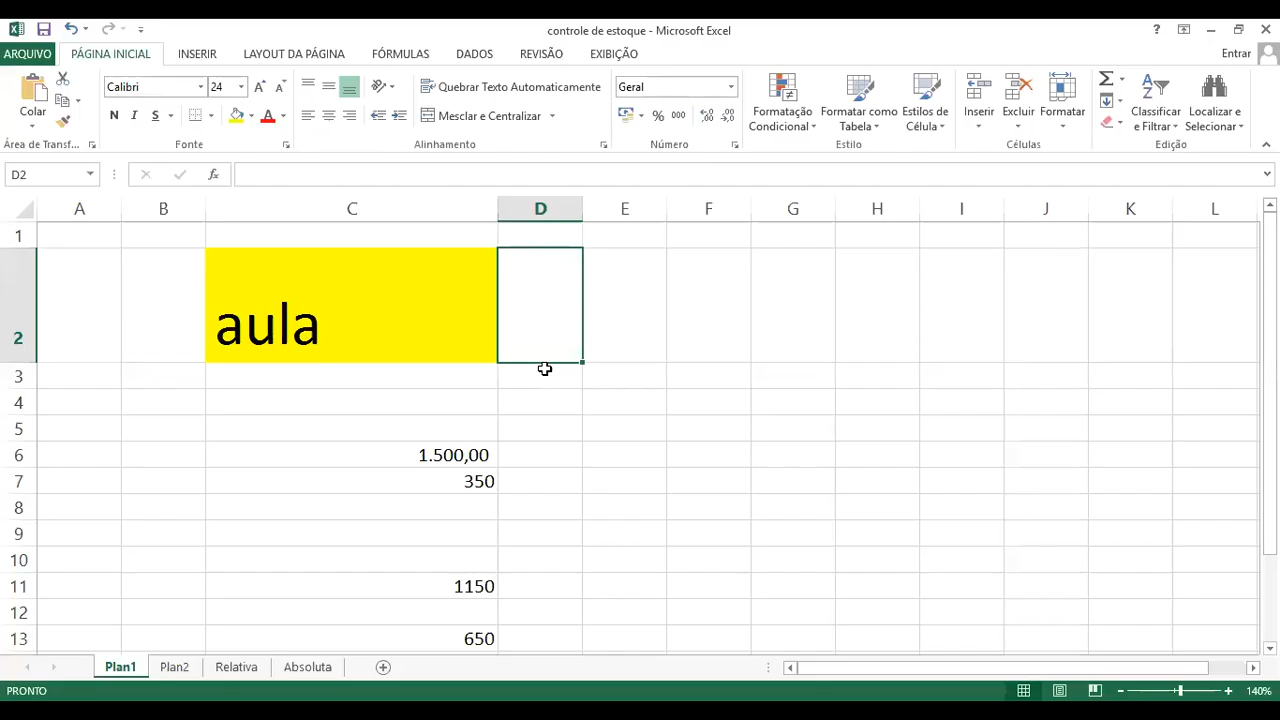 controle de estoque - Microsoft Excel
ARQUIVO PÁGINA INICIAL INSERIR LAYOUT DA PÁGINA FÓRMULAS DADOS REVISÃO EXIBIÇÃO Entrar
Calibri 24 Quebrar Texto Automaticamente Geral
Colar N I S A Mesclar e Centralizar % 000 Formatação Condicional Formatar como Tabela Estilos de Célula Inserir Excluir Formatar Classificar e Filtrar Localizar e Selecionar
Área de Transf... Fonte Alinhamento Número Estilo Células Edição
D2 fx
A B C D E F G H I J K L
1
2 aula
3
4
5
6 1.500,00
7 350
8
9
10
11 1150
12
13 650
Plan1 Plan2 Relativa Absoluta
PRONTO 140%